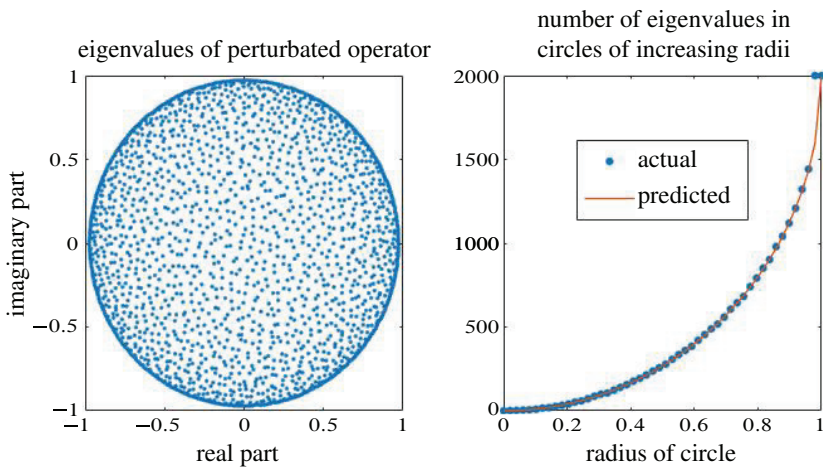 eigenvalues of perturbated operator
1
0.5
0
−0.5
−1
imaginary part
−1
−0.5
0
0.5
1
real part
number of eigenvalues in
circles of increasing radii
2000
1500
1000
500
0
actual
predicted
0
0.2
0.4
0.6
0.8
1
radius of circle